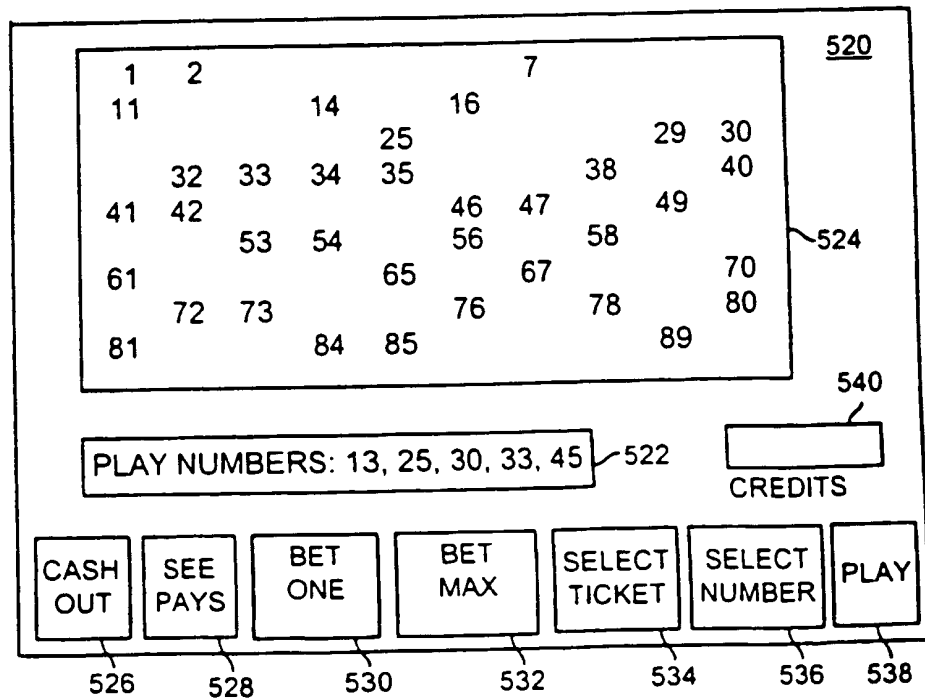 520
1 2 7
11 14 16
25 29 30
32 33 34 35 38 40
41 42 46 47 49
53 54 56 58
524
61 65 67 70
72 73 76 78 80
81 84 85 89
540
PLAY NUMBERS: 13, 25, 30, 33, 45
522
CREDITS
CASH OUT
SEE PAYS
BET ONE
BET MAX
SELECT TICKET
SELECT NUMBER
PLAY
526 528 530 532 534 536 538